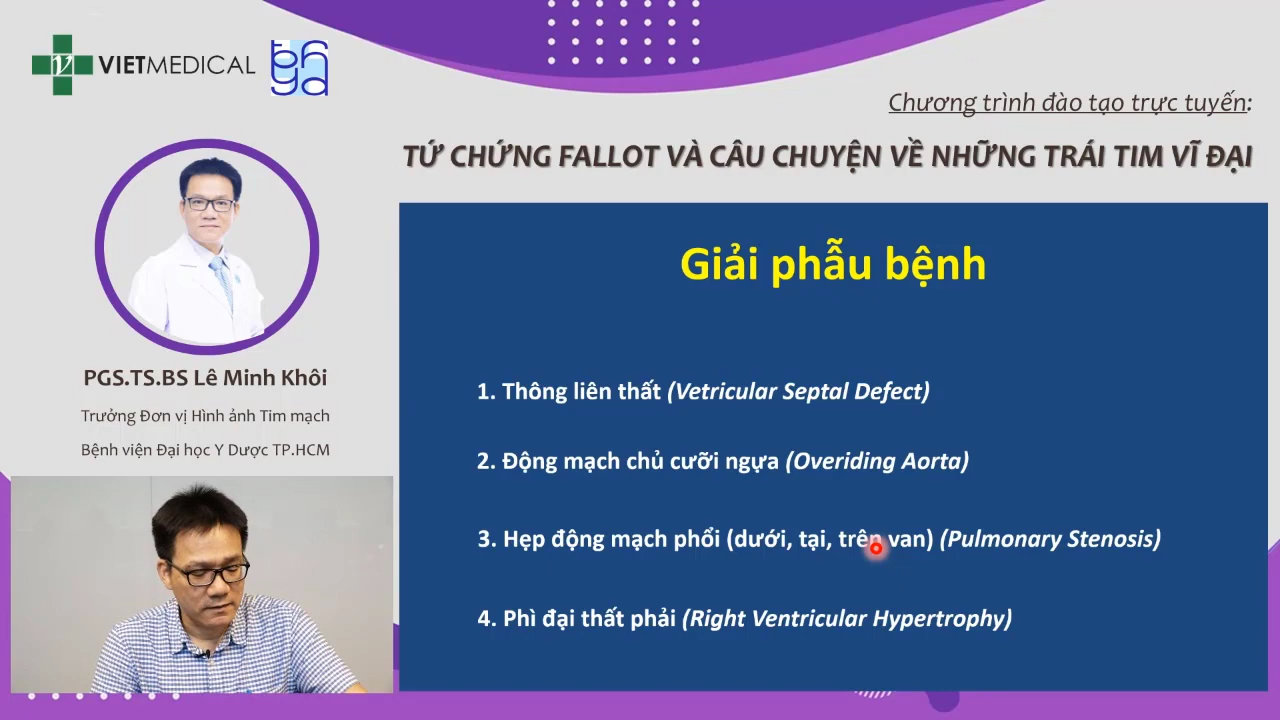 VIETMEDICAL
Chương trình đào tạo trực tuyến:
TỨ CHỨNG FALLOT VÀ CÂU CHUYỆN VỀ NHỮNG TRÁI TIM VĨ ĐẠI
PGS.TS.BS Lê Minh Khôi
Trưởng Đơn vị Hình ảnh Tim mạch
Bệnh viện Đại học Y Dược TP.HCM
Giải phẫu bệnh
1. Thông liên thất (Vetricular Septal Defect)
2. Động mạch chủ cưỡi ngựa (Overiding Aorta)
3. Hẹp động mạch phổi (dưới, tại, trên van) (Pulmonary Stenosis)
4. Phì đại thất phải (Right Ventricular Hypertrophy)